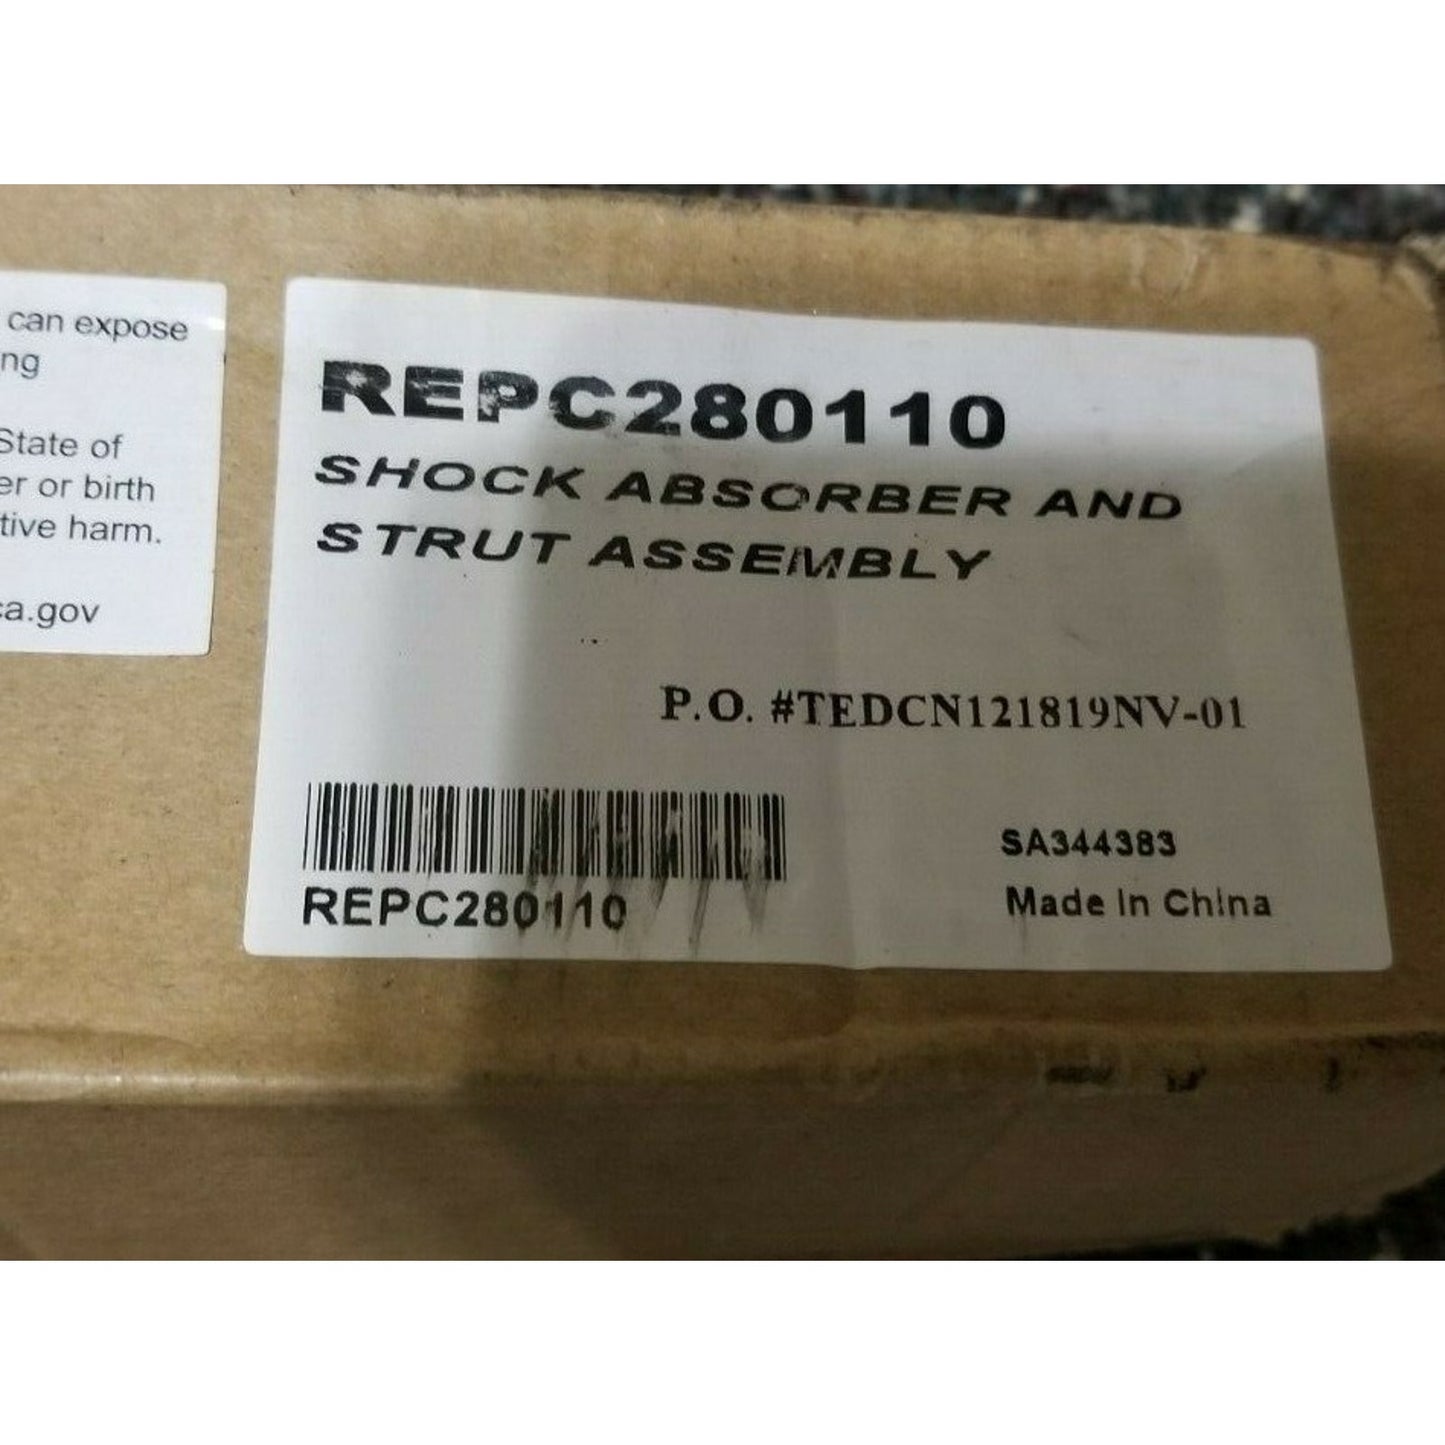 can expose
ng
State of
er or birth
tive harm.
ca.gov
REPC280110
SHOCK ABSORBER AND
STRUT ASSEMBLY
P.O. #TEDCN121819NV-01
REPC280110
SA344383
Made In China